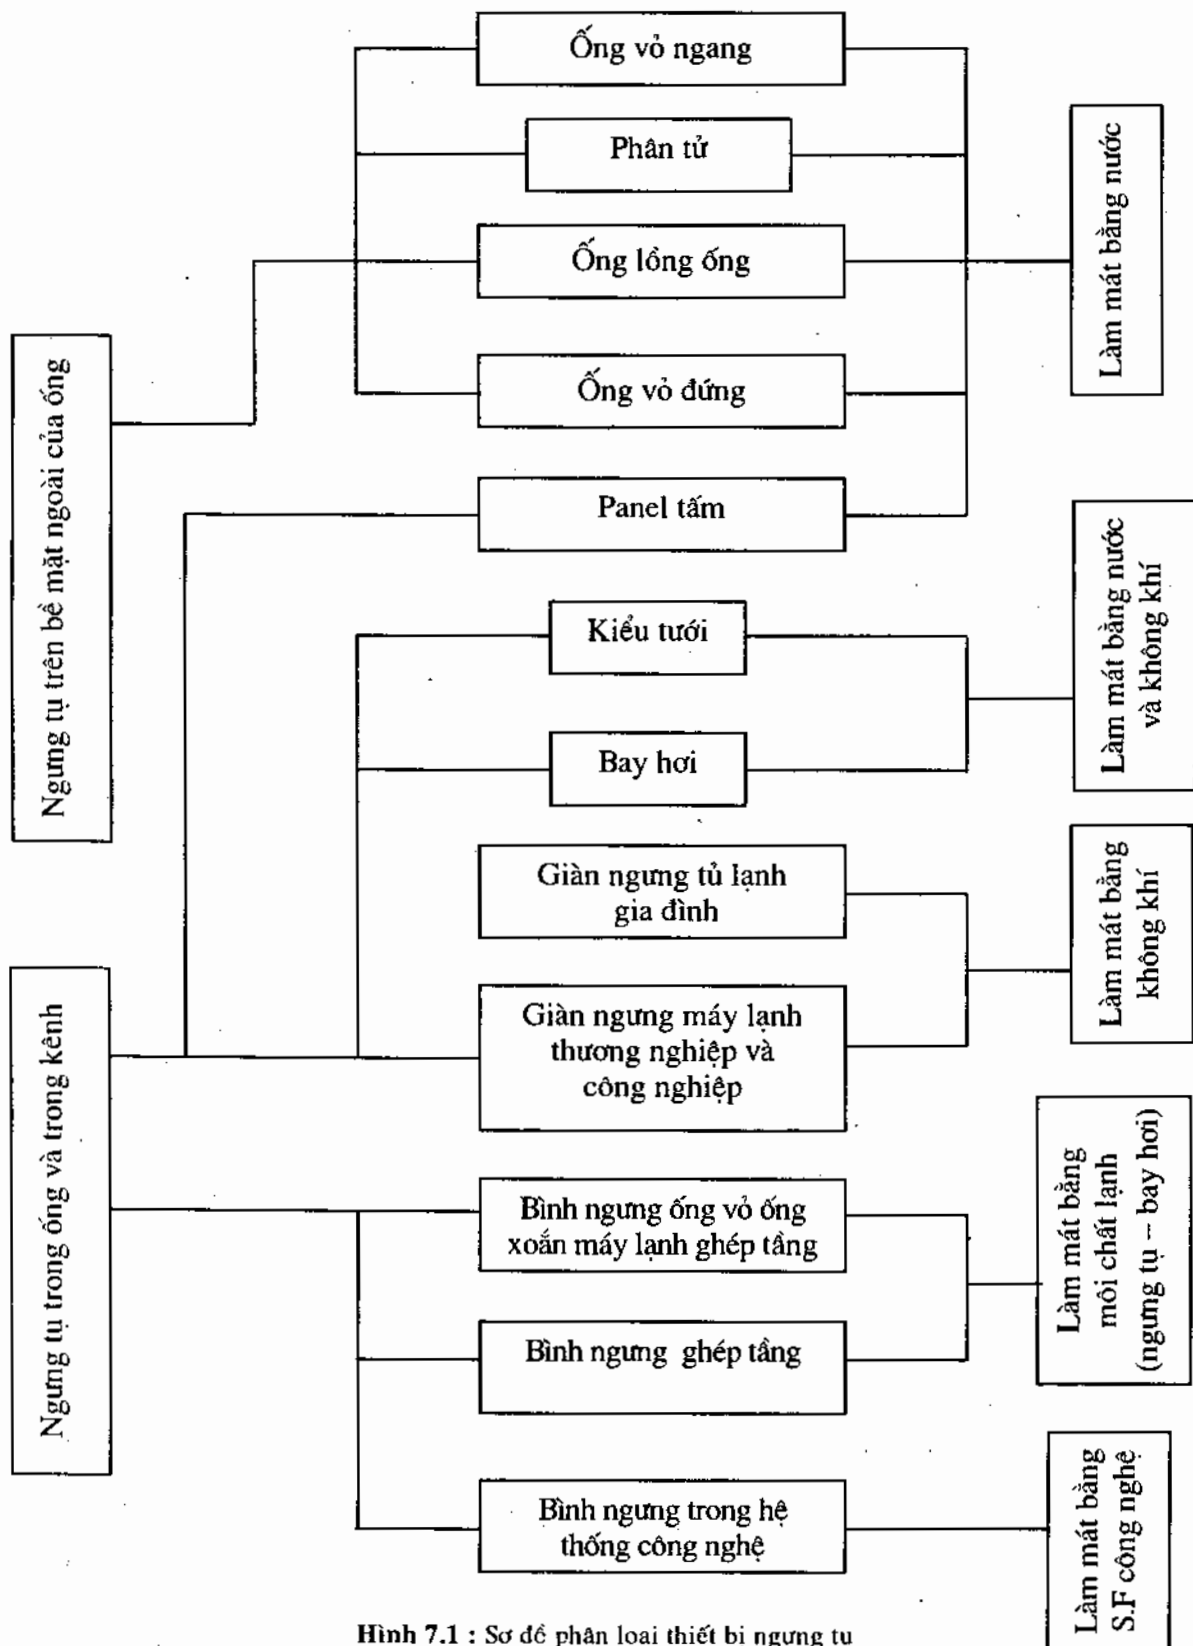 Ngưng tụ trên bề mặt ngoài của ống
Ngưng tụ trong ống và trong kênh
Ống vỏ ngang
Phân tử
Ống lồng ống
Ống vỏ đứng
Panel tấm
Kiểu tưới
Bay hơi
Giàn ngưng tủ lạnh
gia đình
Giàn ngưng máy lạnh
thương nghiệp và
công nghiệp
Bình ngưng ống vỏ ống
xoắn máy lạnh ghép tầng
Bình ngưng ghép tầng
Bình ngưng trong hệ
thống công nghệ
Làm mát bằng nước
Làm mát bằng nước
và không khí
Làm mát bằng
không khí
Làm mát bằng
môi chất lạnh
(ngưng tụ – bay hơi)
Làm mát bằng
S.F công nghệ
Hình 7.1 : Sơ đồ phân loại thiết bị ngưng tụ